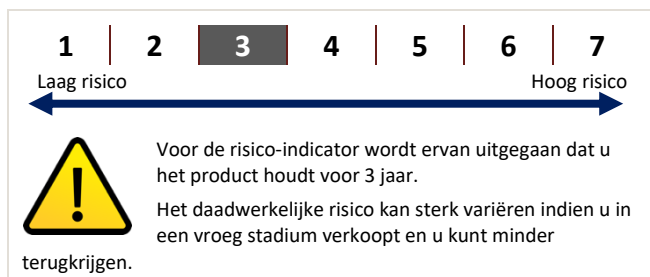 1 2 3 4 5 6 7
Laag risico Hoog risico
Voor de risico-indicator wordt ervan uitgegaan dat u
het product houdt voor 3 jaar.
Het daadwerkelijke risico kan sterk variëren indien u in
een vroeg stadium verkoopt en u kunt minder
terugkrijgen.